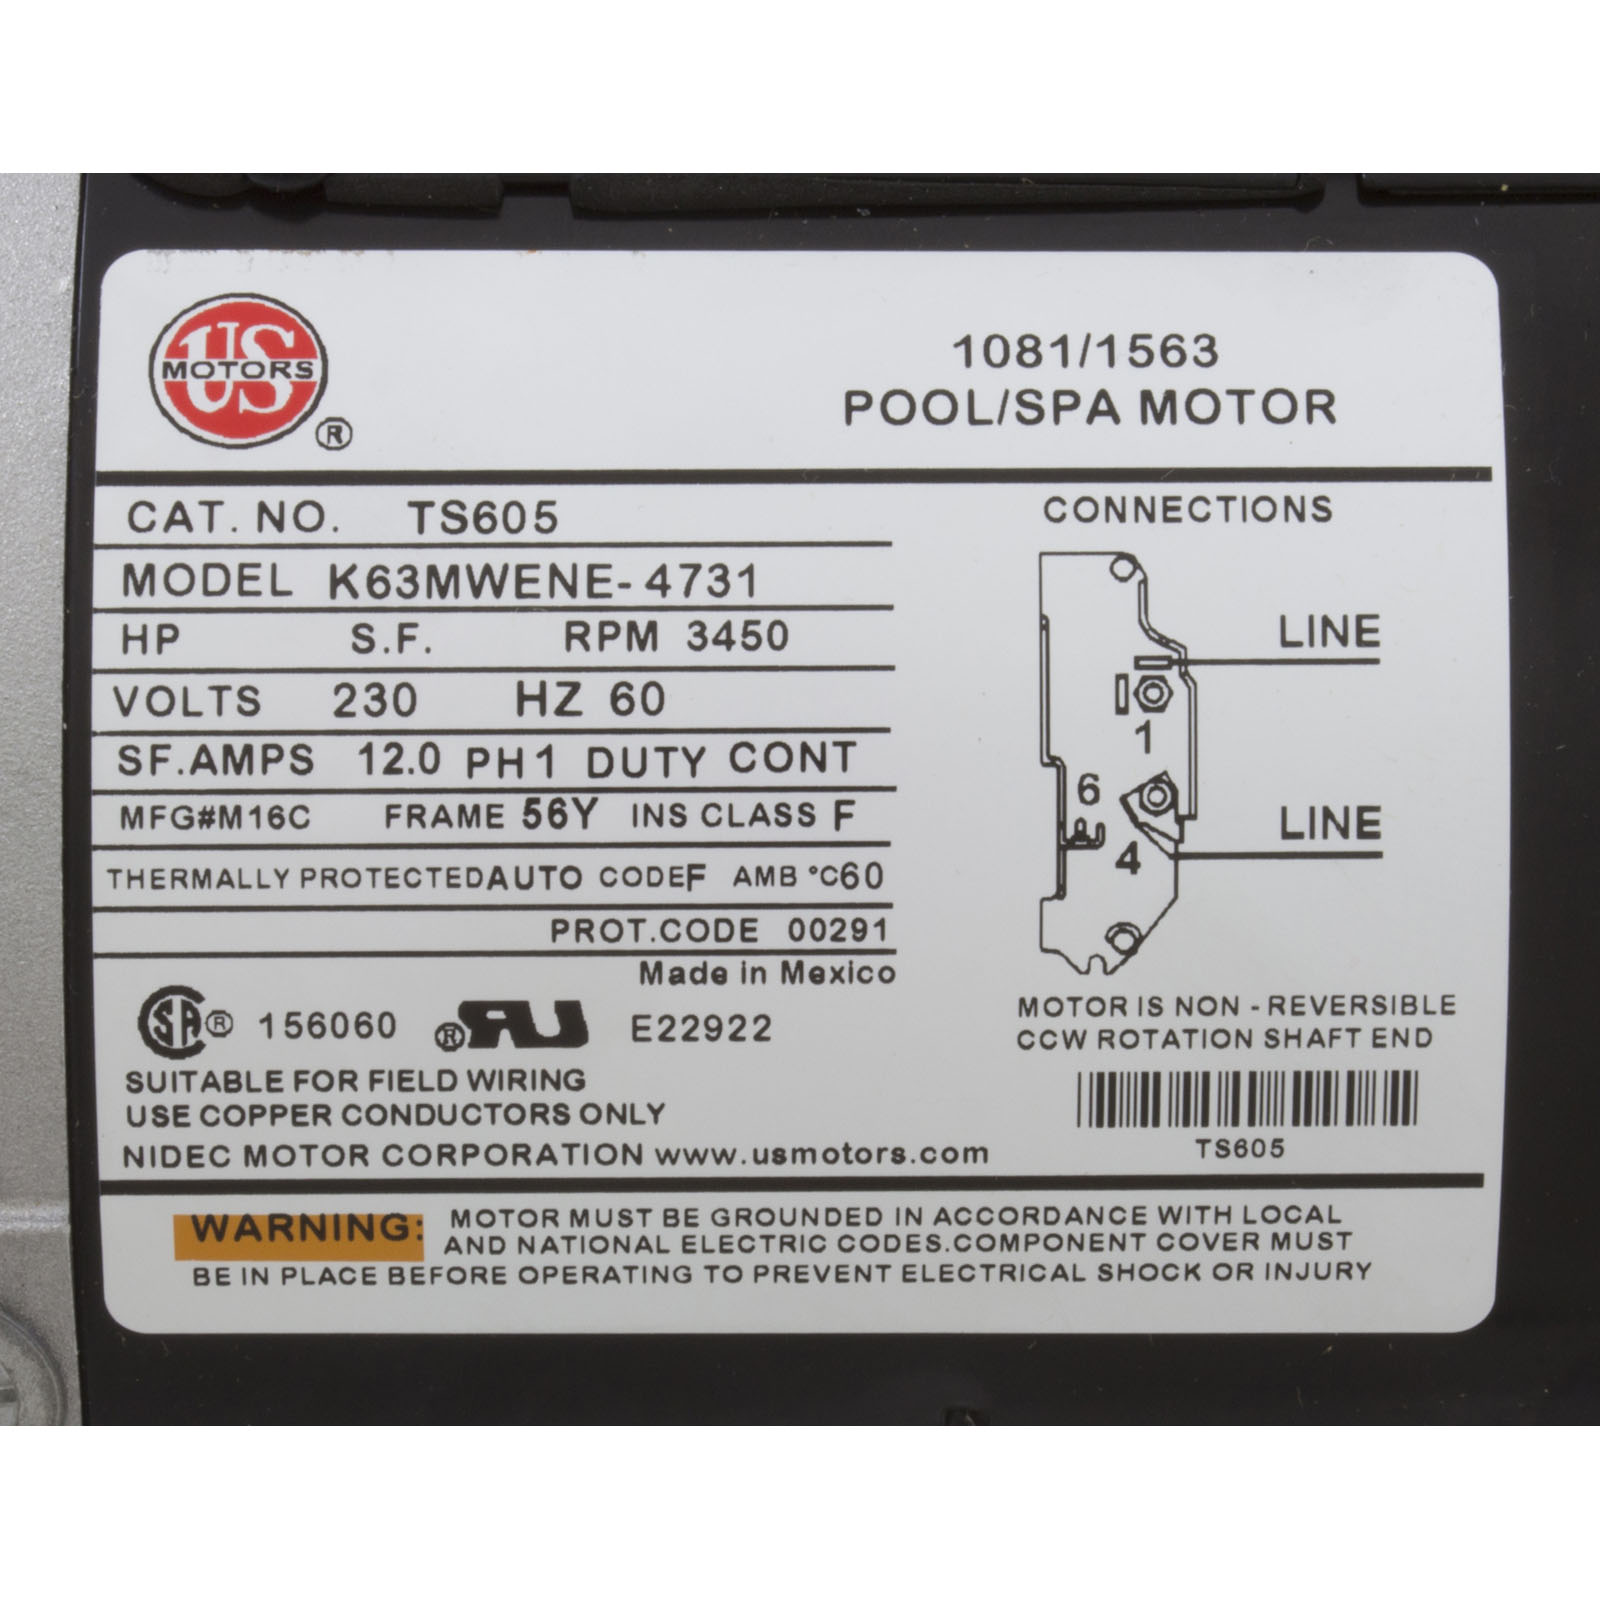 US
MOTORS
®
1081/1563
POOL/SPA MOTOR
CAT. NO. TS605
MODEL K63MWENE-4731
HP S.F. RPM 3450
VOLTS 230 HZ 60
SF.AMPS 12.0 PH1 DUTY CONT
MFG#M16C FRAME 56Y INS CLASS F
THERMALLY PROTECTED AUTO CODE F AMB °C60
PROT.CODE 00291
Made in Mexico
SA® 156060 ®RU E22922
SUITABLE FOR FIELD WIRING
USE COPPER CONDUCTORS ONLY
NIDEC MOTOR CORPORATION www.usmotors.com
CONNECTIONS
LINE
1
6
LINE
4
MOTOR IS NON - REVERSIBLE
CCW ROTATION SHAFT END
TS605
WARNING: MOTOR MUST BE GROUNDED IN ACCORDANCE WITH LOCAL
AND NATIONAL ELECTRIC CODES.COMPONENT COVER MUST
BE IN PLACE BEFORE OPERATING TO PREVENT ELECTRICAL SHOCK OR INJURY